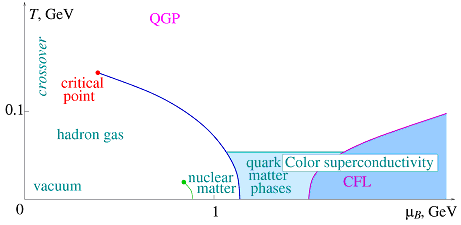 T, GeV
QGP
crossover
critical
point
0.1
hadron gas
quark
matter
phases
Color superconductivity
nuclear
matter
CFL
vacuum
0
1
μB, GeV